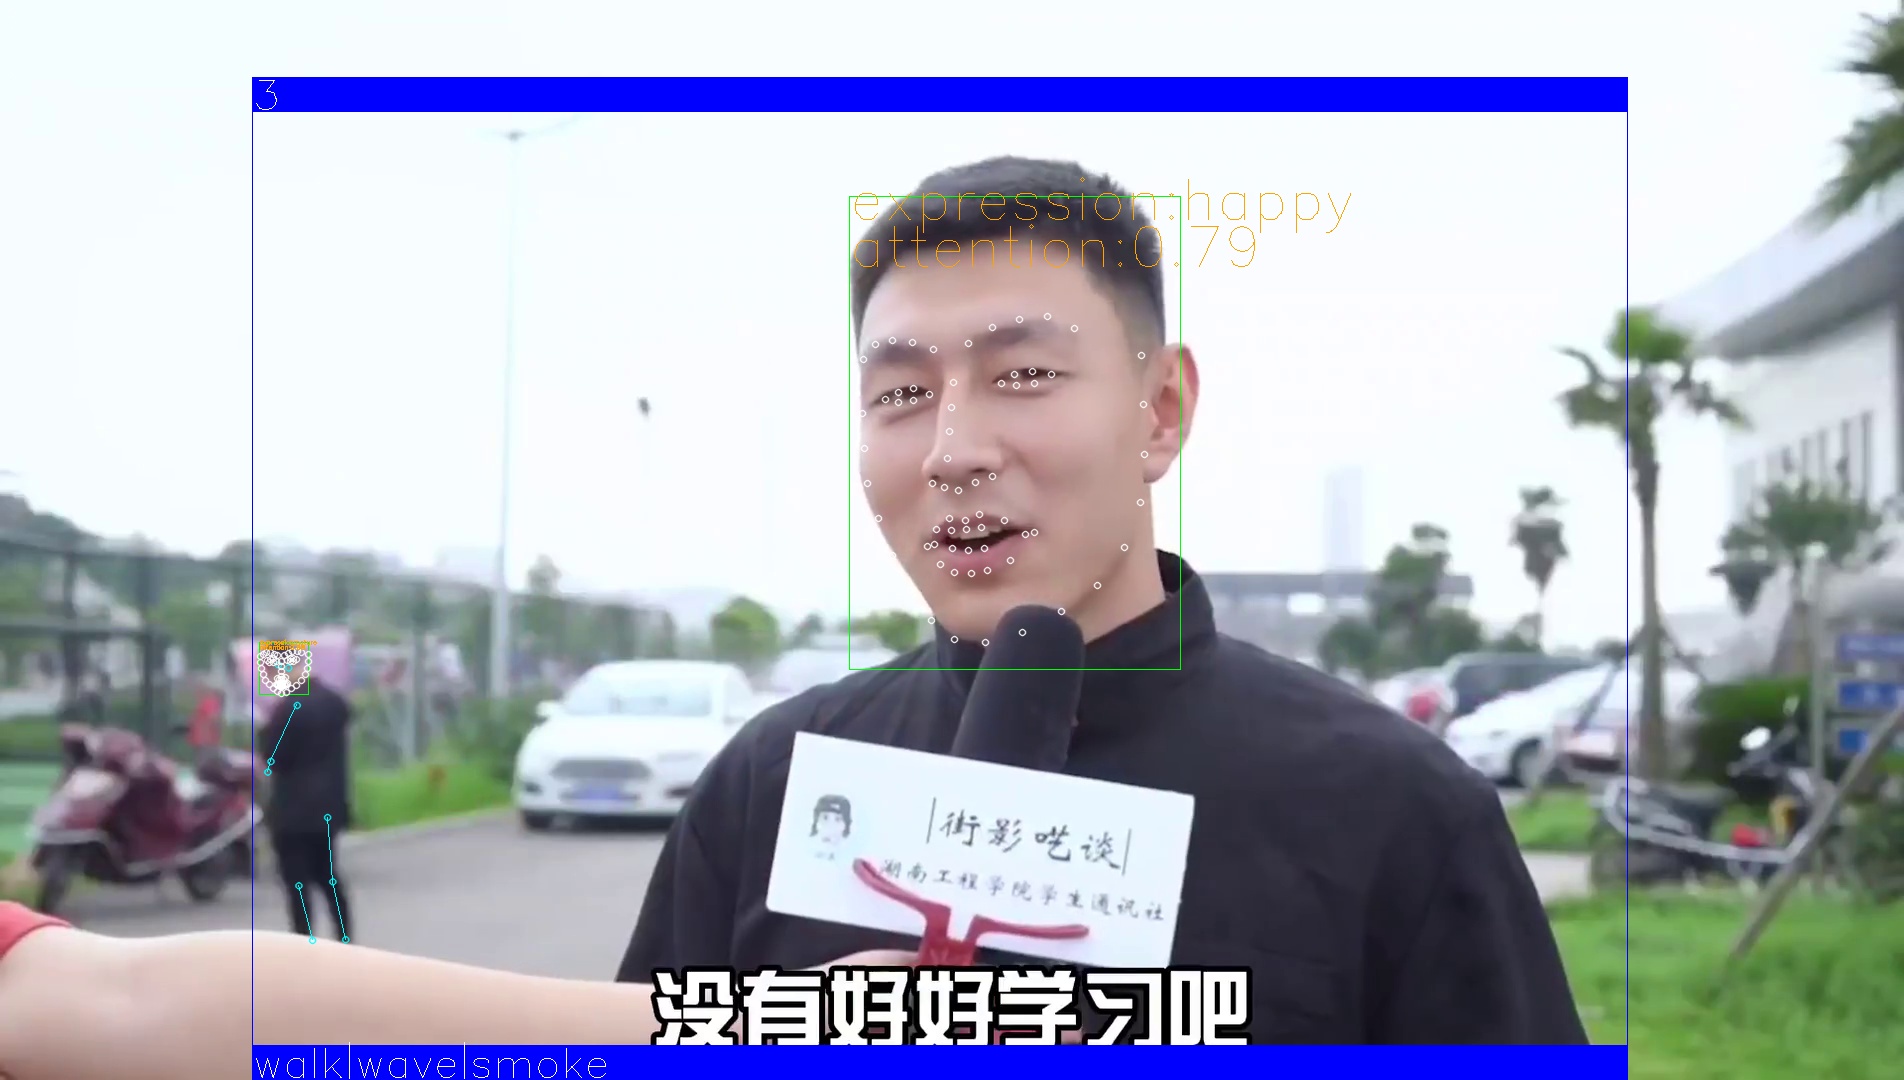 3
expression:happy
attention:0.79
|街影呓谈|
湖南工程学院学生通讯社
没有好好学习吧
walk|wave|smoke